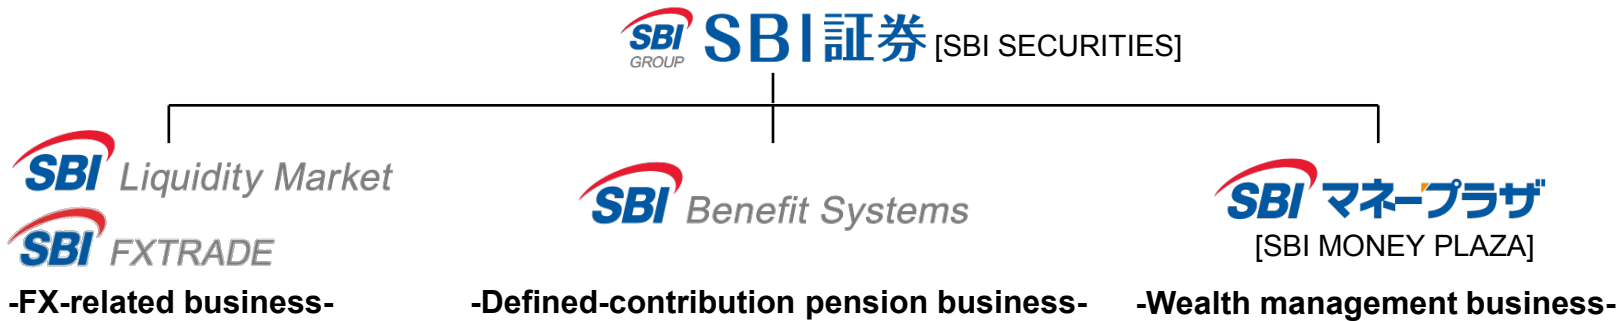 SBI GROUP SBI証券 [SBI SECURITIES]
SBI Liquidity Market
SBI FXTRADE
-FX-related business-
SBI Benefit Systems
-Defined-contribution pension business-
SBI マネープラザ
[SBI MONEY PLAZA]
-Wealth management business-